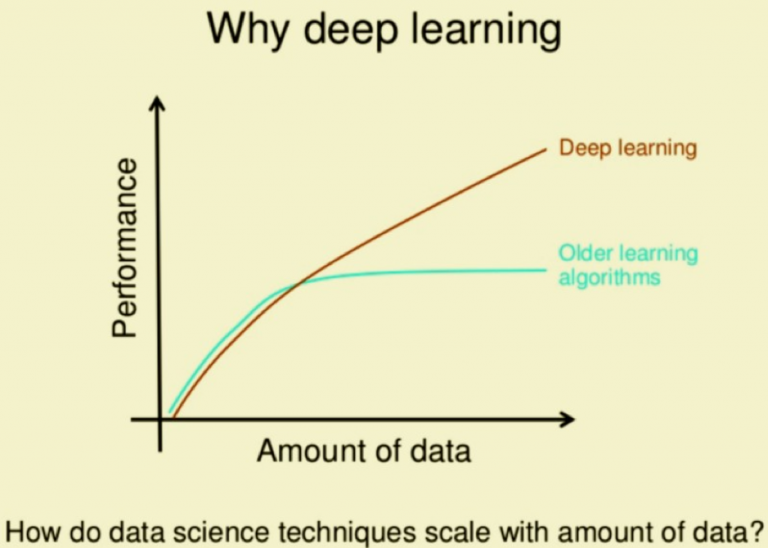 Why deep learning
Performance
Deep learning
Older learning
algorithms
Amount of data
How do data science techniques scale with amount of data?